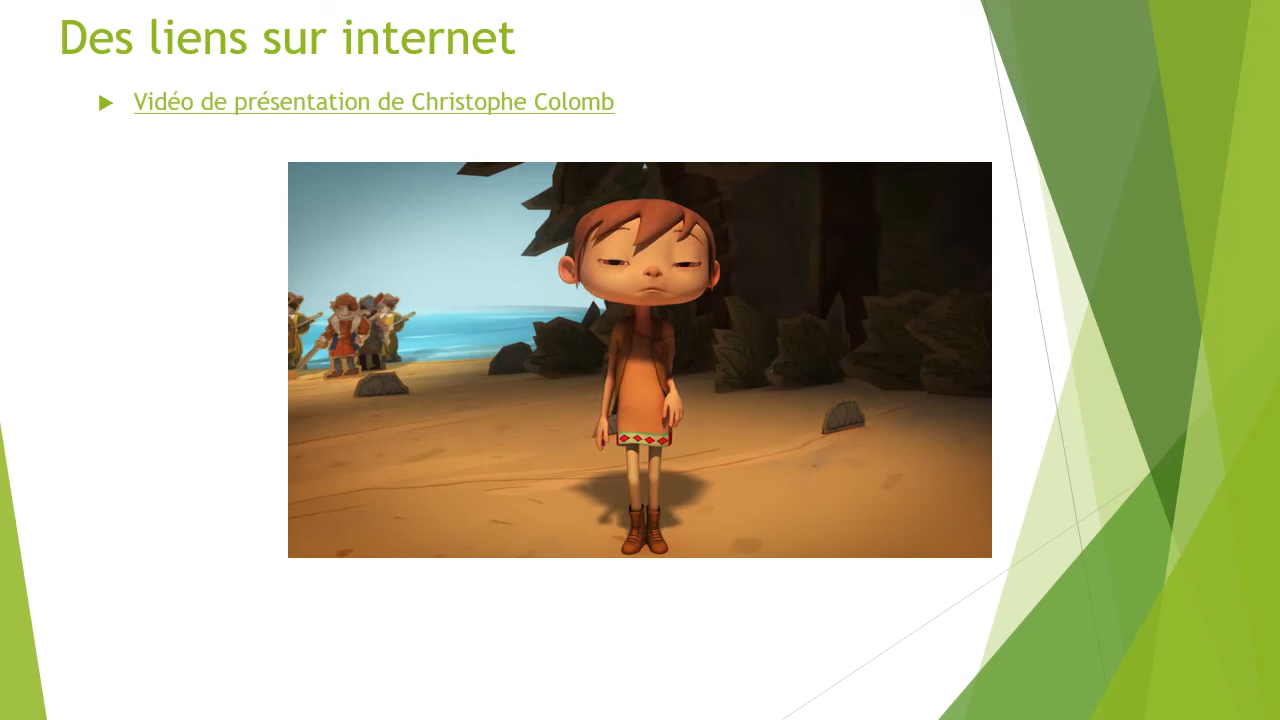 Des liens sur internet
Vidéo de présentation de Christophe Colomb